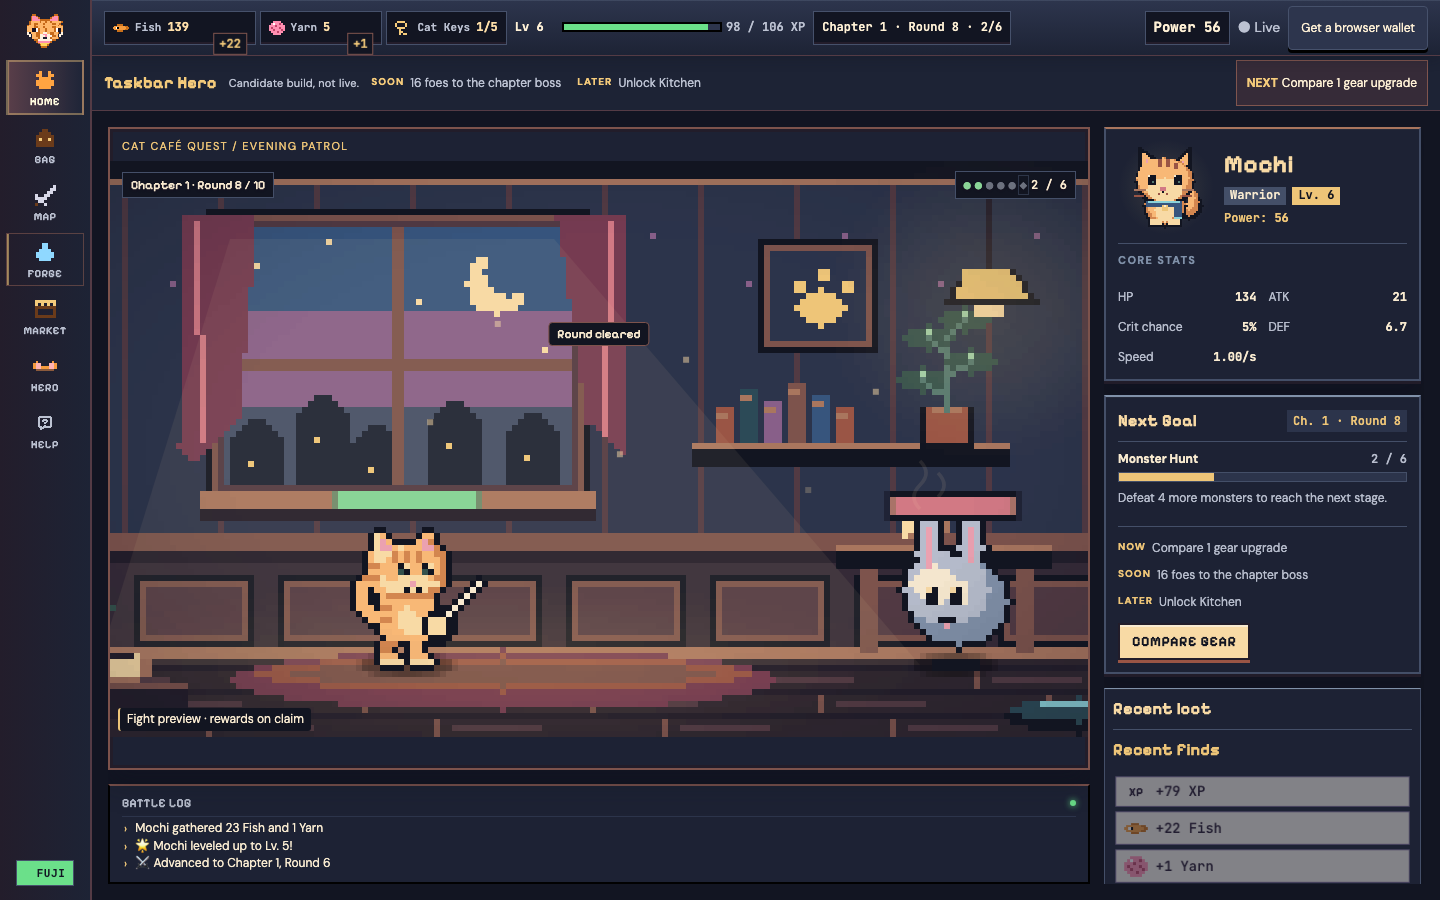 Fish 139
+22
Yarn 5
+1
Cat Keys 1/5
Lv 6
98 / 106 XP
Chapter 1 · Round 8 · 2/6
Power 56
Live
Get a browser wallet
Taskbar Hero
Candidate build, not live.
SOON 16 foes to the chapter boss
LATER Unlock Kitchen
NEXT Compare 1 gear upgrade
HOME
BAG
MAP
FORGE
MARKET
HERO
HELP
FUJI
CAT CAFÉ QUEST / EVENING PATROL
Chapter 1 · Round 8 / 10
2 / 6
Round cleared
Fight preview · rewards on claim
BATTLE LOG
› Mochi gathered 23 Fish and 1 Yarn
› 🌟 Mochi leveled up to Lv. 5!
› ⚔️ Advanced to Chapter 1, Round 6
Mochi
Warrior Lv. 6
Power: 56
CORE STATS
HP 134 ATK 21
Crit chance 5% DEF 6.7
Speed 1.00/s
Next Goal
Ch. 1 · Round 8
Monster Hunt 2 / 6
Defeat 4 more monsters to reach the next stage.
NOW Compare 1 gear upgrade
SOON 16 foes to the chapter boss
LATER Unlock Kitchen
COMPARE GEAR
Recent loot
Recent finds
XP +79 XP
+22 Fish
+1 Yarn